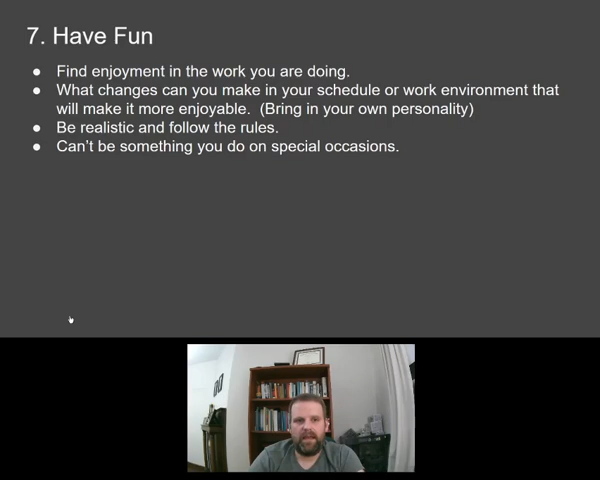 7. Have Fun
● Find enjoyment in the work you are doing.
● What changes can you make in your schedule or work environment that
will make it more enjoyable.  (Bring in your own personality)
● Be realistic and follow the rules.
● Can't be something you do on special occasions.